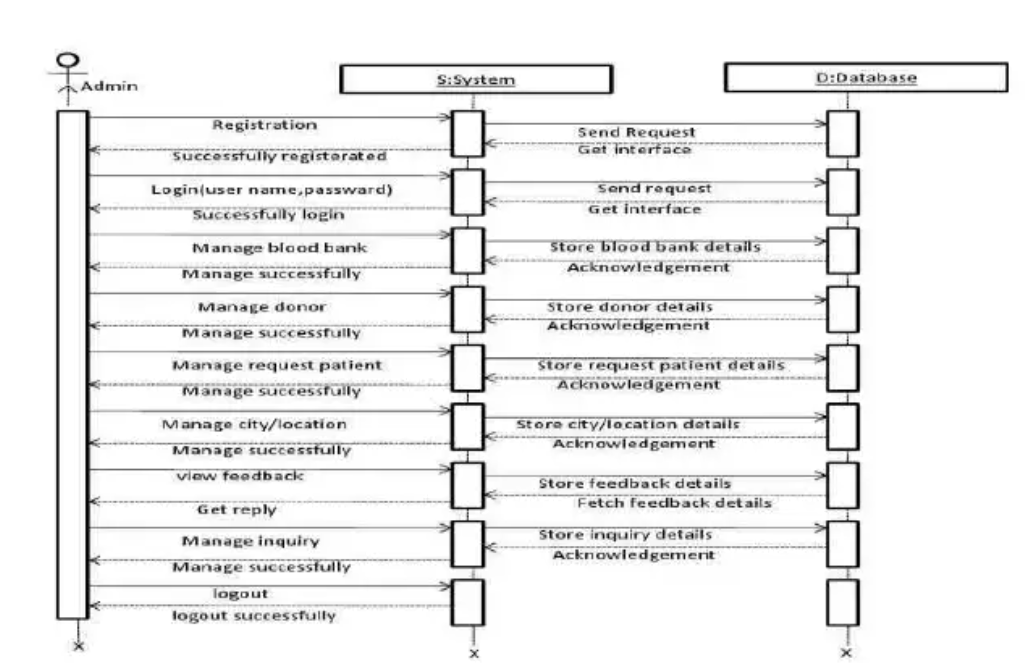 Admin
S:System
D:Database
Registration
Send Request
Get interface
Successfully registerated
Login(user name,passward)
Send request
Get interface
Successfully login
Manage blood bank
Store blood bank details
Acknowledgement
Manage successfully
Manage donor
Store donor details
Acknowledgement
Manage successfully
Manage request patient
Store request patient details
Acknowledgement
Manage successfully
Manage city/location
Store city/location details
Acknowledgement
Manage successfully
view feedback
Store feedback details
Fetch feedback details
Get reply
Manage inquiry
Store inquiry details
Acknowledgement
Manage successfully
logout
logout successfully